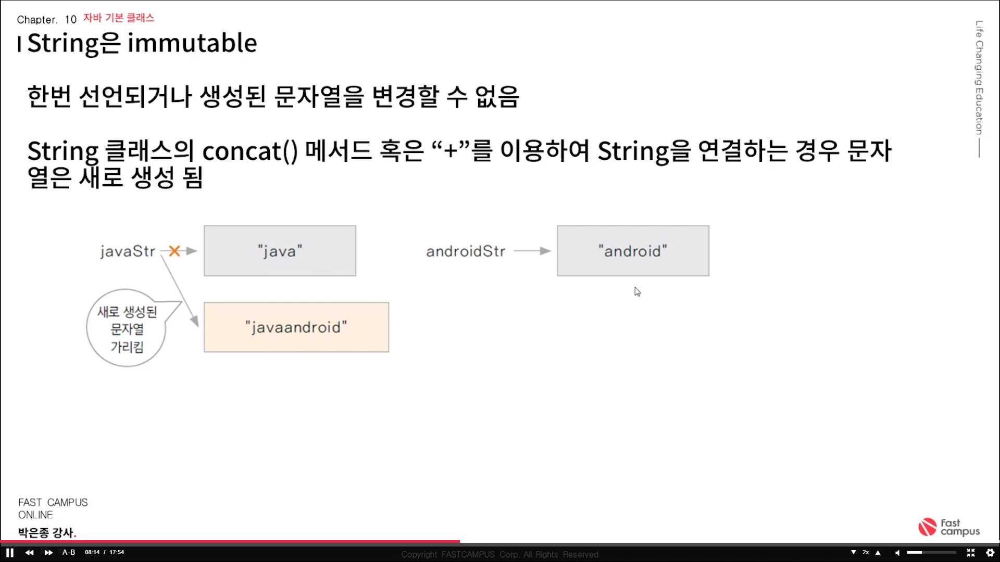 Chapter. 10 자바 기본 클래스
I String은 immutable
한번 선언되거나 생성된 문자열을 변경할 수 없음
String 클래스의 concat() 메서드 혹은 “+”를 이용하여 String을 연결하는 경우 문자
열은 새로 생성 됨
javaStr
"java"
androidStr
"android"
새로 생성된
문자열
가리킴
"javaandroid"
Life Changing Education
FAST CAMPUS
ONLINE
박은종 강사.
Fast
campus
A-B 08:14 / 17:54
Copyright FASTCAMPUS Corp. All Rights Reserved
2x